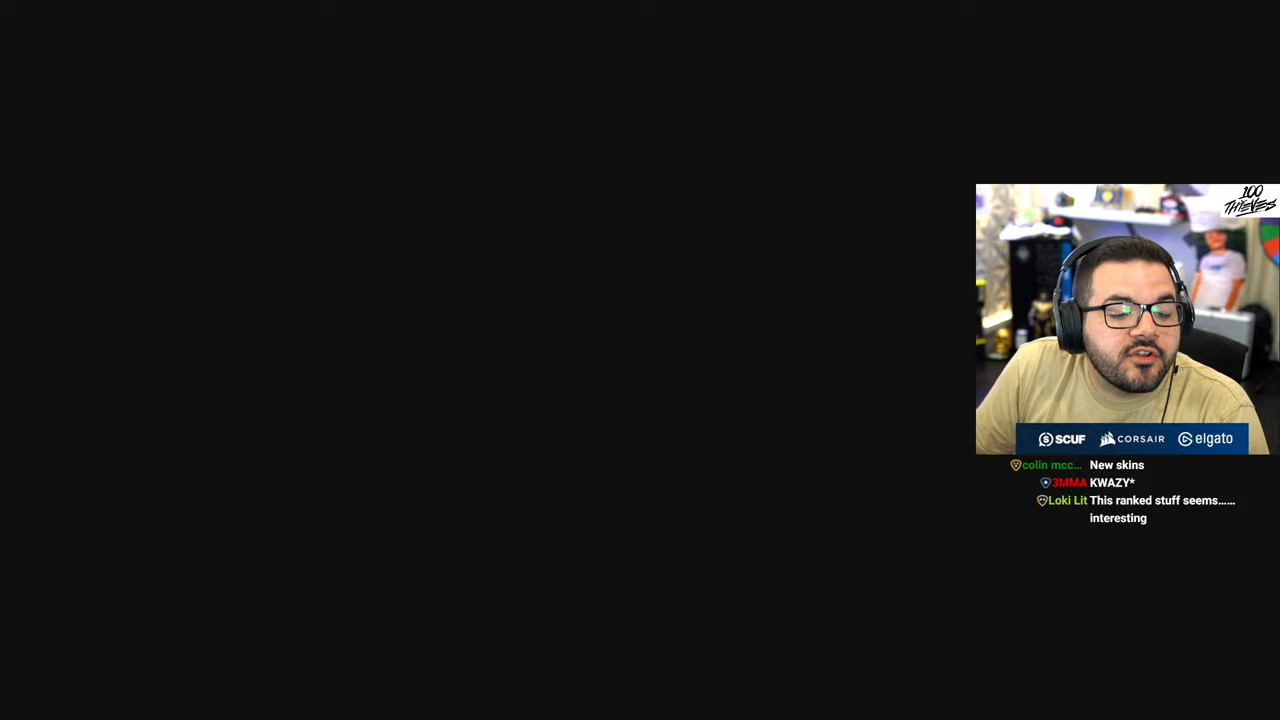 100
THIEVES
SCUF CORSAIR elgato
colin mcc... New skins
3MMA KWAZY*
Loki Lit This ranked stuff seems......
interesting